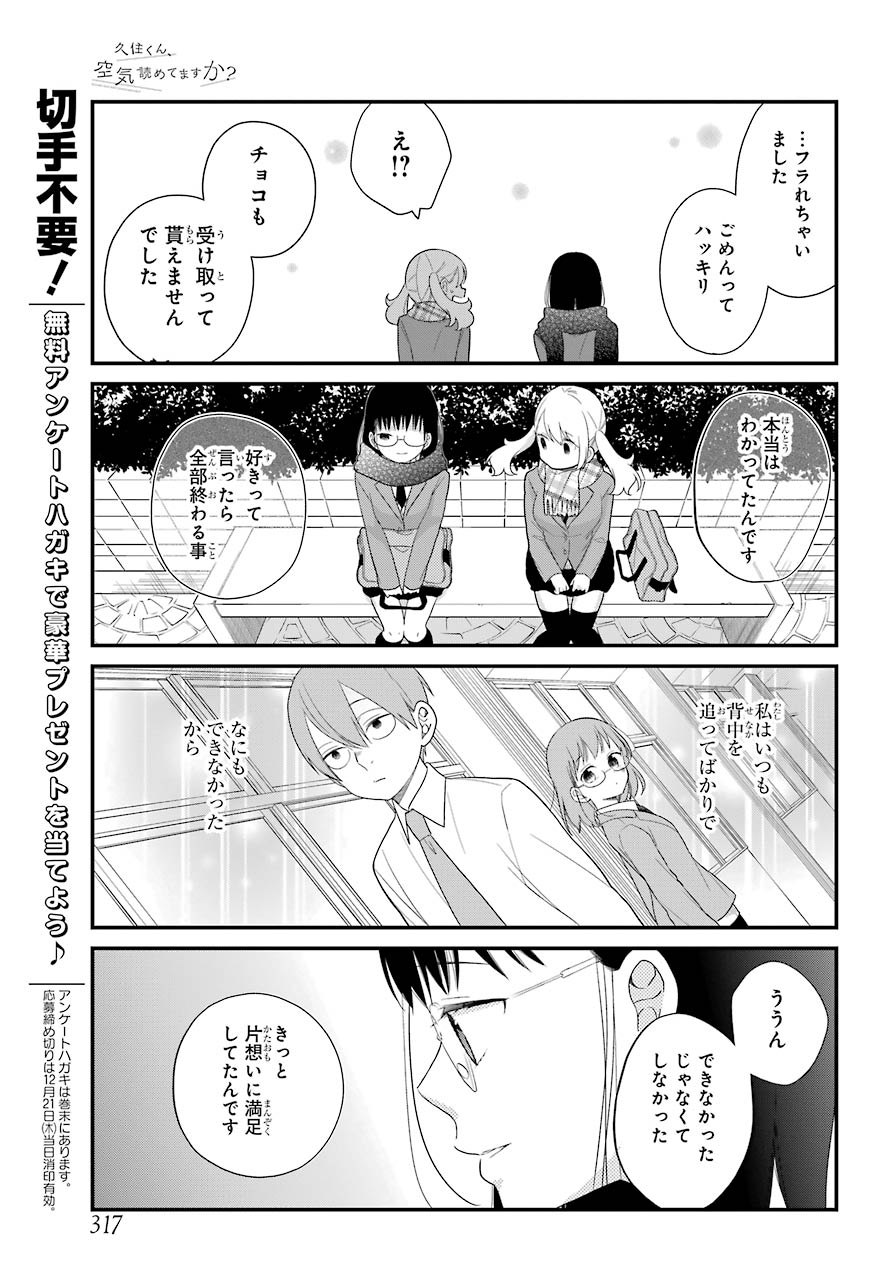 久住くん、
空気読めてますか？
…フラれちゃい
ました
ごめんって
ハッキリ
え!?
チョコも
受け取って
貰えません
でした
本当は
わかってたんです
好きって
言ったら
全部終わる事
私はいつも
背中を
追ってばかりで
なにも
できなかった
から
ううん
できなかった
じゃなくて
しなかった
きっと
片想いに満足
してたんです
切手不要！
無料アンケートハガキで豪華プレゼントを当てよう♪
アンケートハガキは巻末にあります。
応募締め切りは12月21日㈭当日消印有効。
317